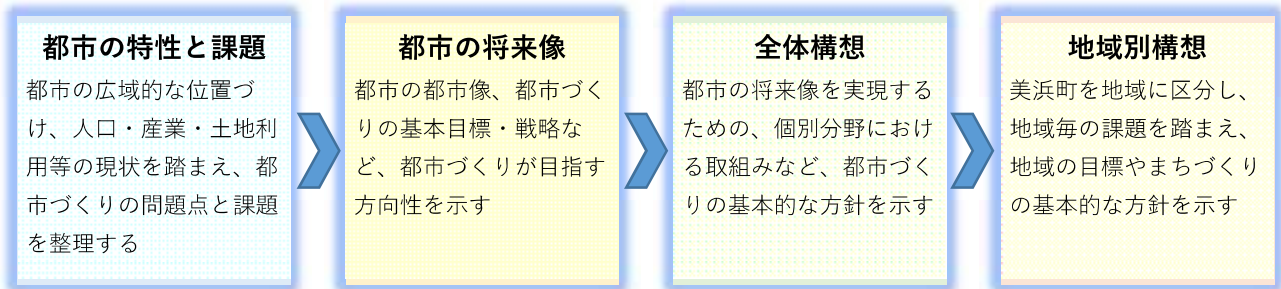 都市の特性と課題
都市の広域的な位置づ
け、人口・産業・土地利
用等の現状を踏まえ、都
市づくりの問題点と課題
を整理する
都市の将来像
都市の都市像、都市づく
りの基本目標・戦略な
ど、都市づくりが目指す
方向性を示す
全体構想
都市の将来像を実現する
ための、個別分野におけ
る取組みなど、都市づく
りの基本的な方針を示す
地域別構想
美浜町を地域に区分し、
地域毎の課題を踏まえ、
地域の目標やまちづくり
の基本的な方針を示す